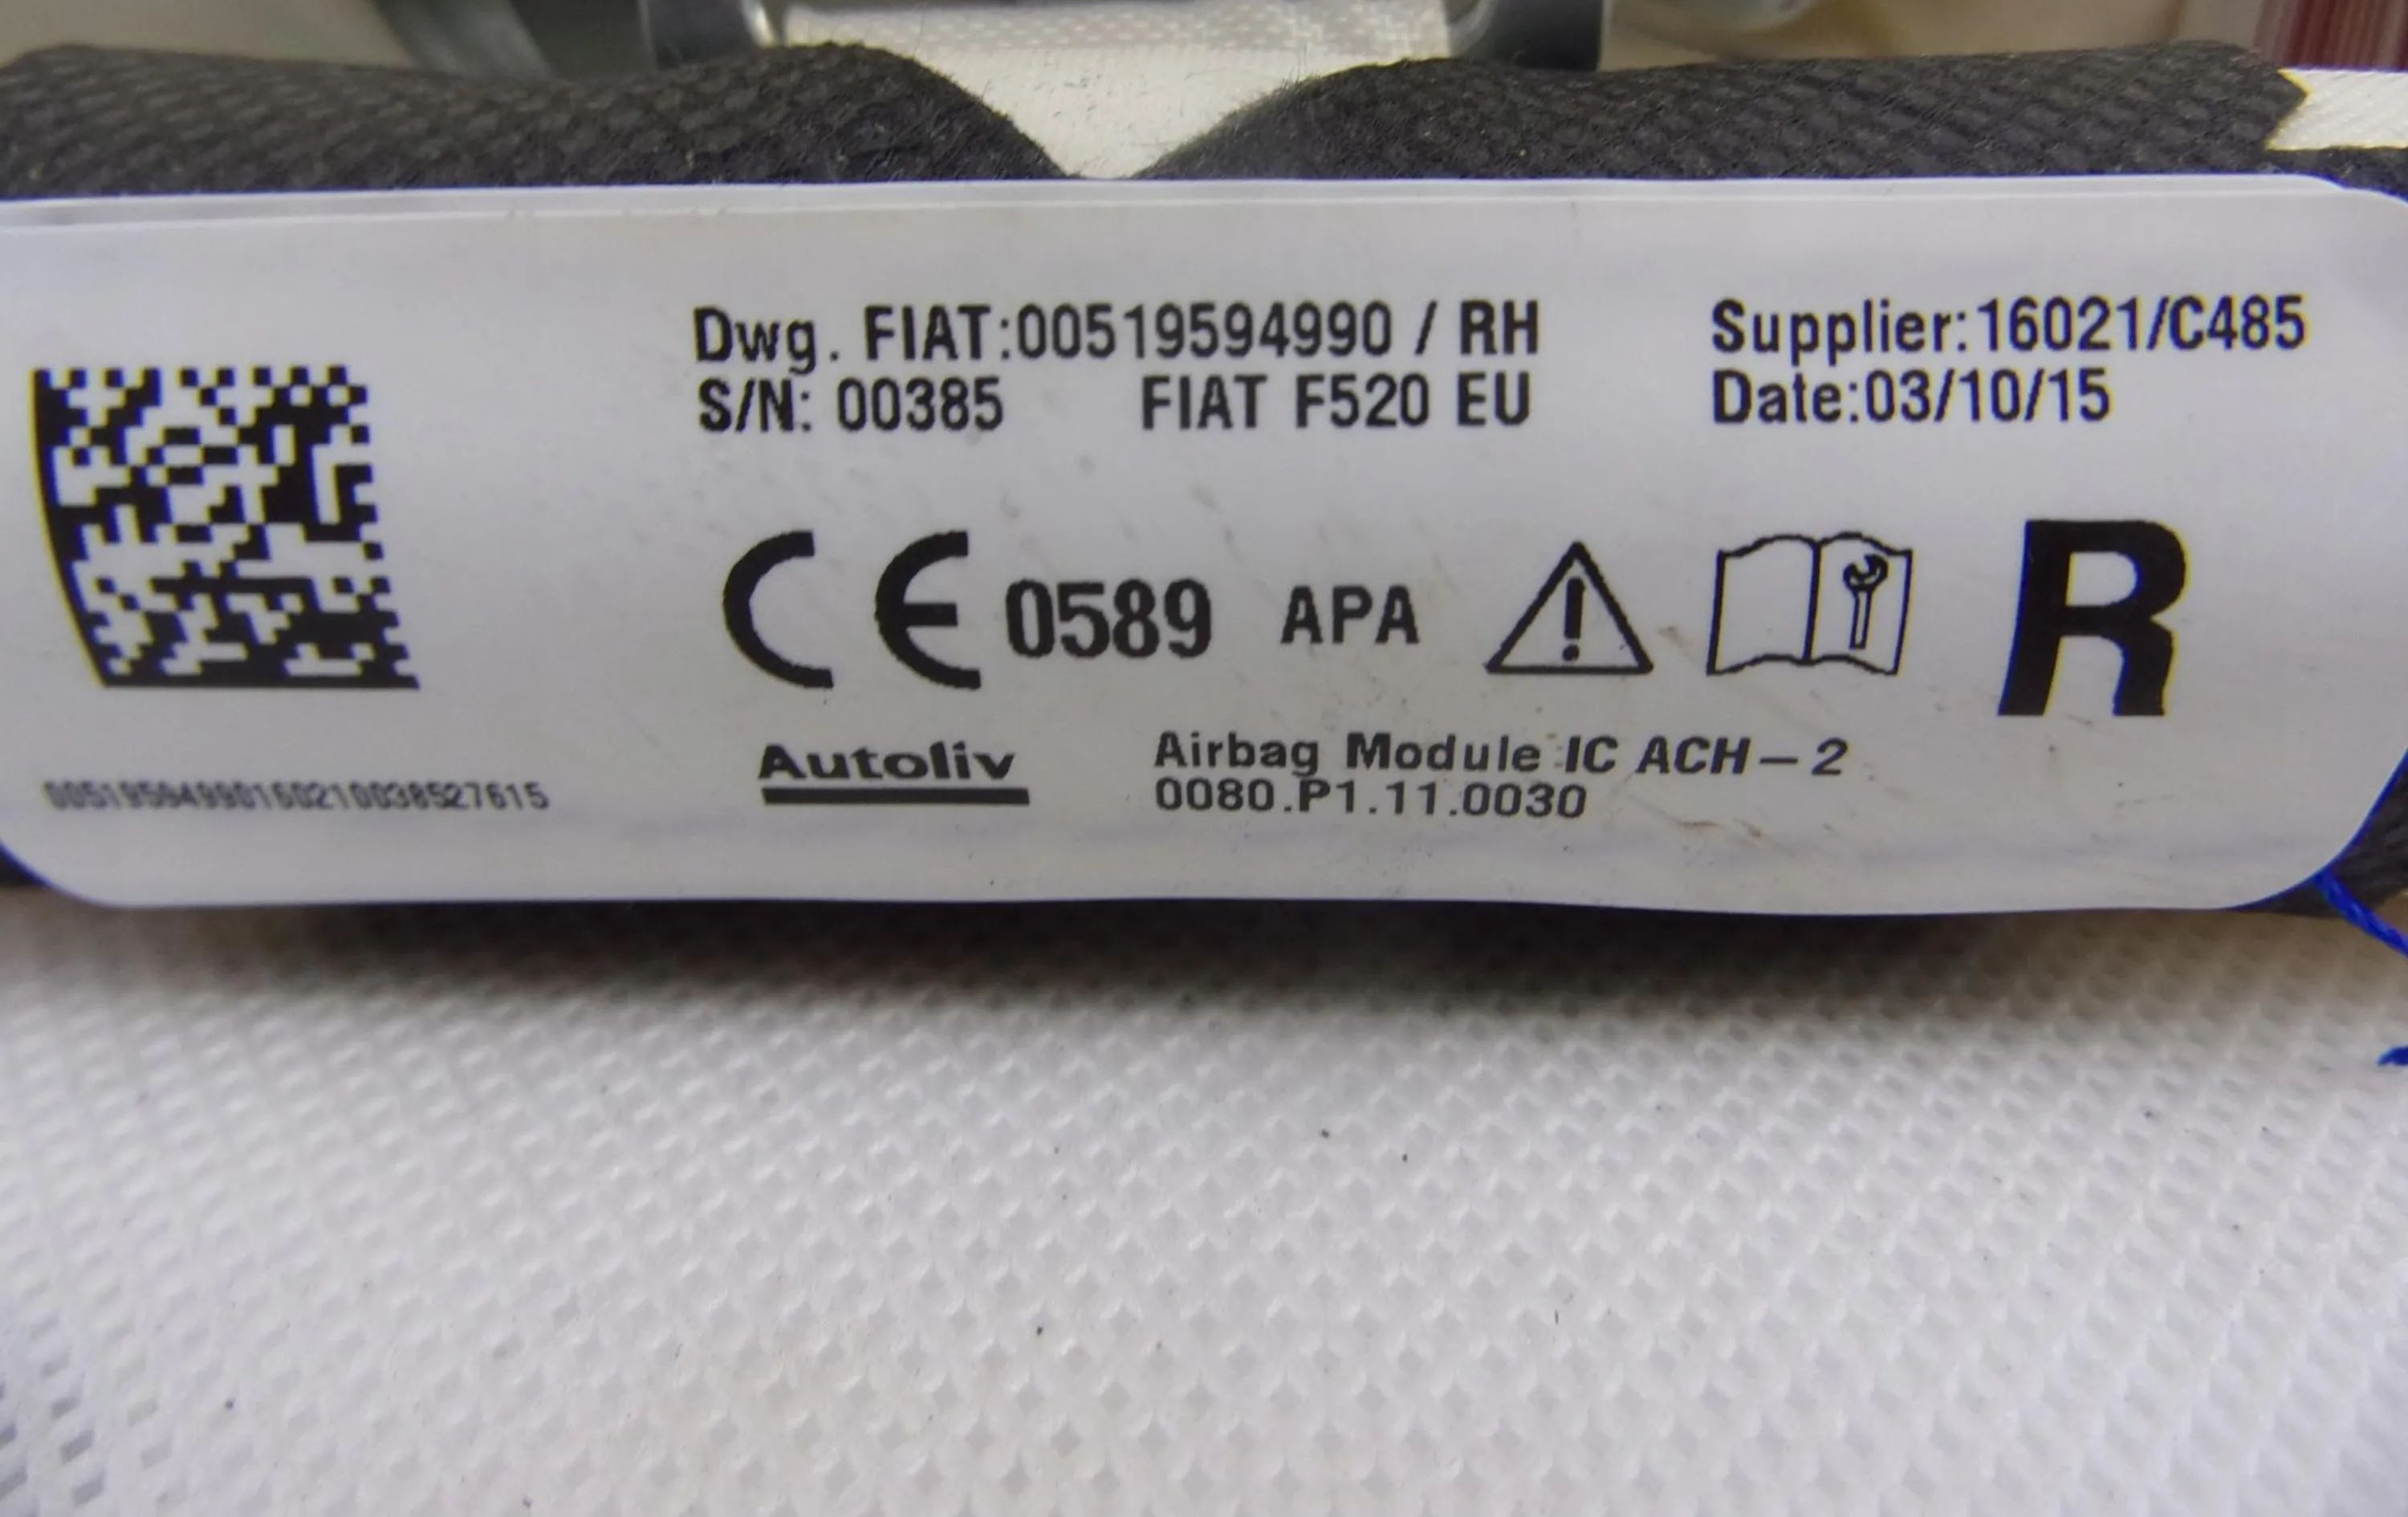 Dwg. FIAT:00519594990 / RH
S/N: 00385 FIAT F520 EU
Supplier:16021/C485
Date:03/10/15
CE 0589 APA
R
Autoliv
Airbag Module IC ACH-2
0080.P1.11.0030
00519594990160210038527615